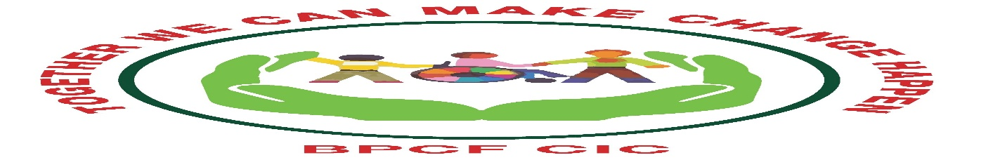 TOGETHER WE CAN MAKE CHANGE HAPPEN
BPCF CIC